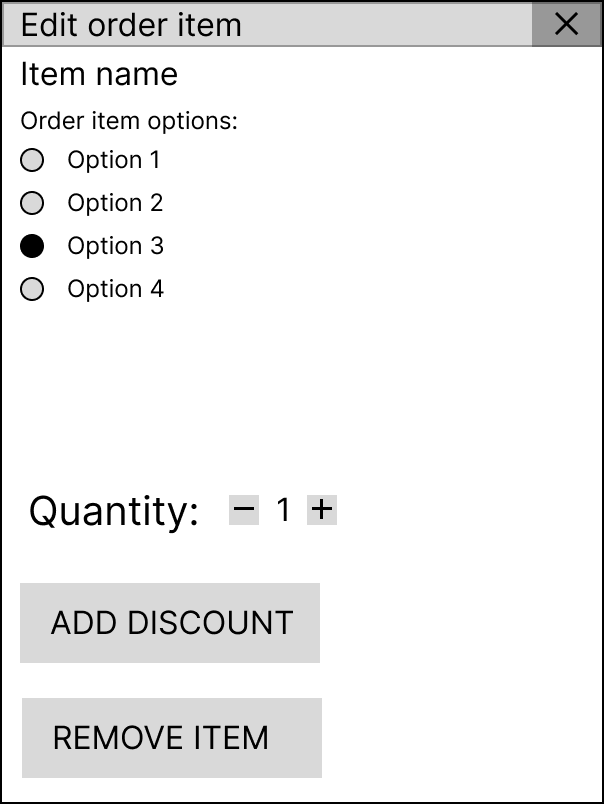 Edit order item
Item name
Order item options:
Option 1
Option 2
Option 3
Option 4
Quantity: 1
ADD DISCOUNT
REMOVE ITEM